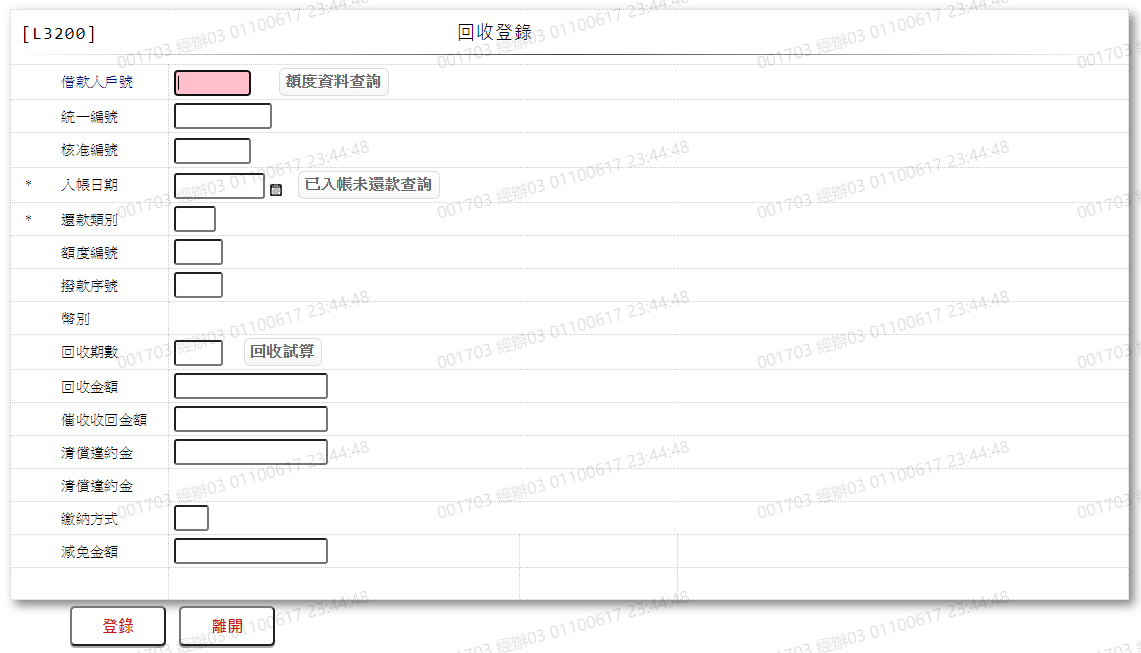 [L3200] 回收登錄
借款人戶號 額度資料查詢
統一編號
核准編號
* 入帳日期 已入帳未還款查詢
* 還款類別
額度編號
撥款序號
幣別
回收期數 回收試算
回收金額
催收收回金額
清償違約金
清償違約金
繳納方式
減免金額
登錄 離開
001703 經辦03 01100617 23:44:48